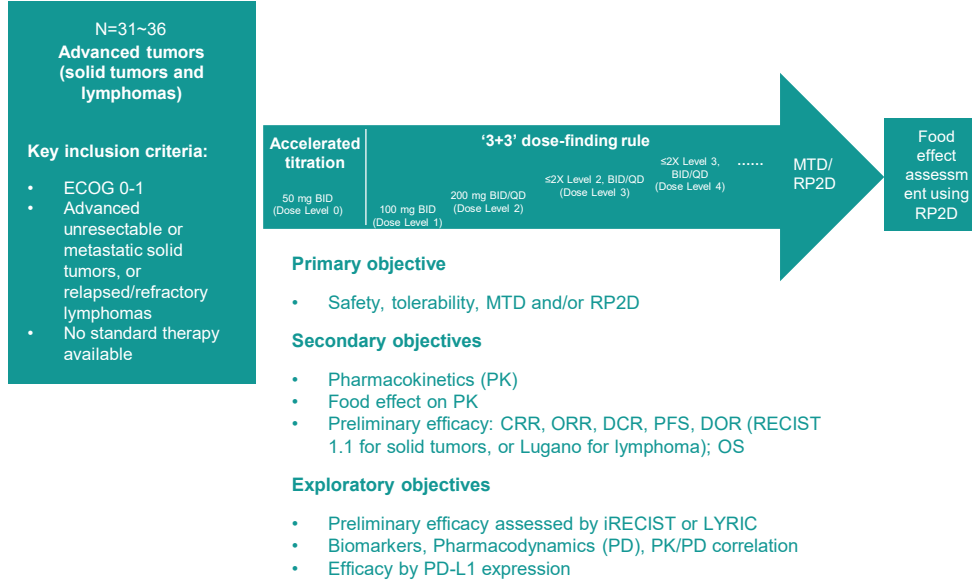 N=31~36
Advanced tumors
(solid tumors and
lymphomas)
Key inclusion criteria:
• ECOG 0-1
• Advanced
unresectable or
metastatic solid
tumors, or
relapsed/refractory
lymphomas
• No standard therapy
available
Accelerated
titration
50 mg BID
(Dose Level 0)
‘3+3’ dose-finding rule
100 mg BID
(Dose Level 1)
200 mg BID/QD
(Dose Level 2)
≤2X Level 2, BID/QD
(Dose Level 3)
≤2X Level 3,
BID/QD
(Dose Level 4)
......
MTD/
RP2D
Food
effect
assessm
ent using
RP2D
Primary objective
• Safety, tolerability, MTD and/or RP2D
Secondary objectives
• Pharmacokinetics (PK)
• Food effect on PK
• Preliminary efficacy: CRR, ORR, DCR, PFS, DOR (RECIST
1.1 for solid tumors, or Lugano for lymphoma); OS
Exploratory objectives
• Preliminary efficacy assessed by iRECIST or LYRIC
• Biomarkers, Pharmacodynamics (PD), PK/PD correlation
• Efficacy by PD-L1 expression